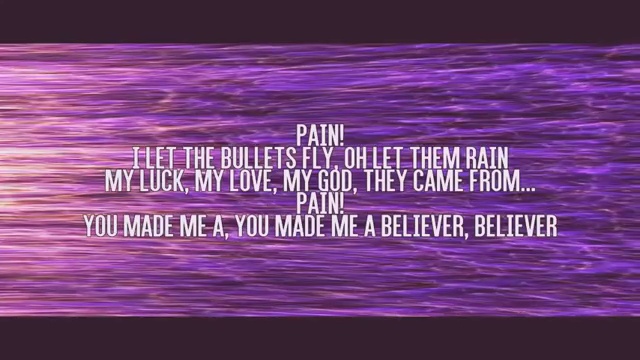 PAIN!
I LET THE BULLETS FLY, OH LET THEM RAIN
MY LUCK, MY LOVE, MY GOD, THEY CAME FROM...
PAIN!
YOU MADE ME A, YOU MADE ME A BELIEVER, BELIEVER